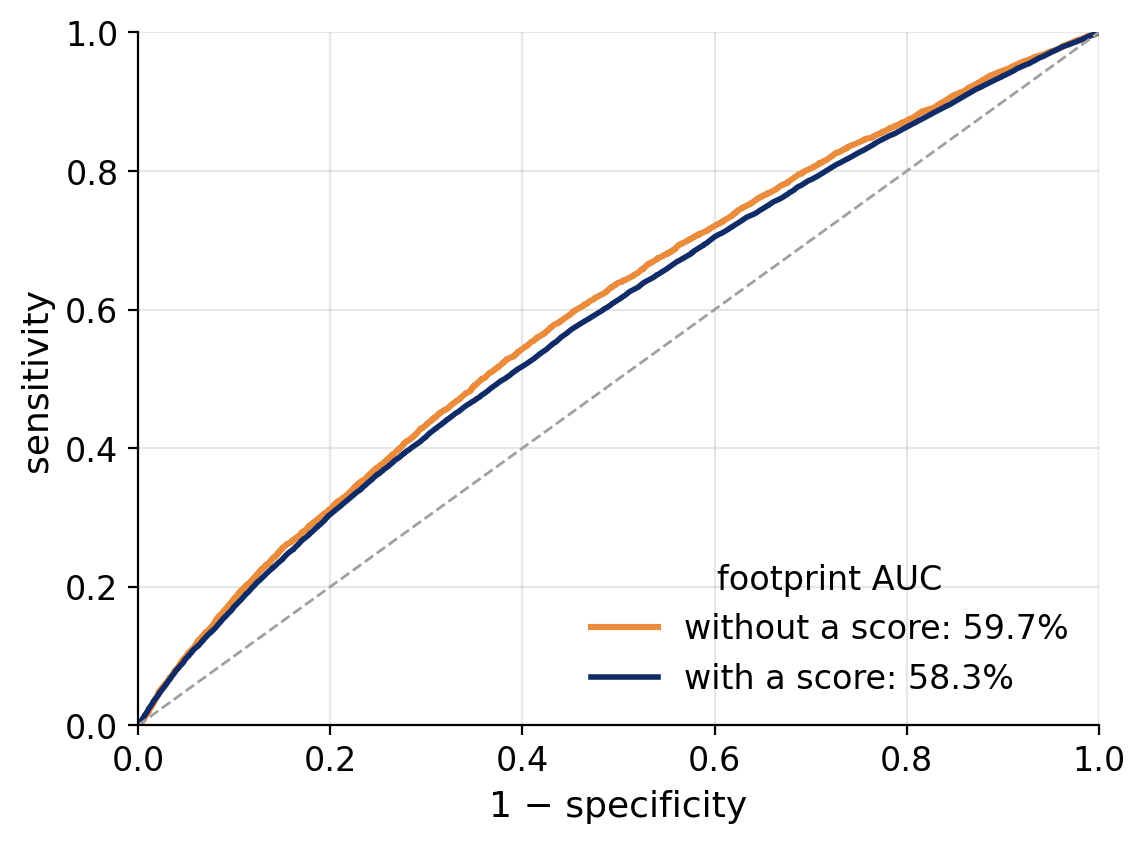 1.0
0.8
0.6
0.4
0.2
0.0
sensitivity
footprint AUC
without a score: 59.7%
with a score: 58.3%
0.0 0.2 0.4 0.6 0.8 1.0
1 − specificity